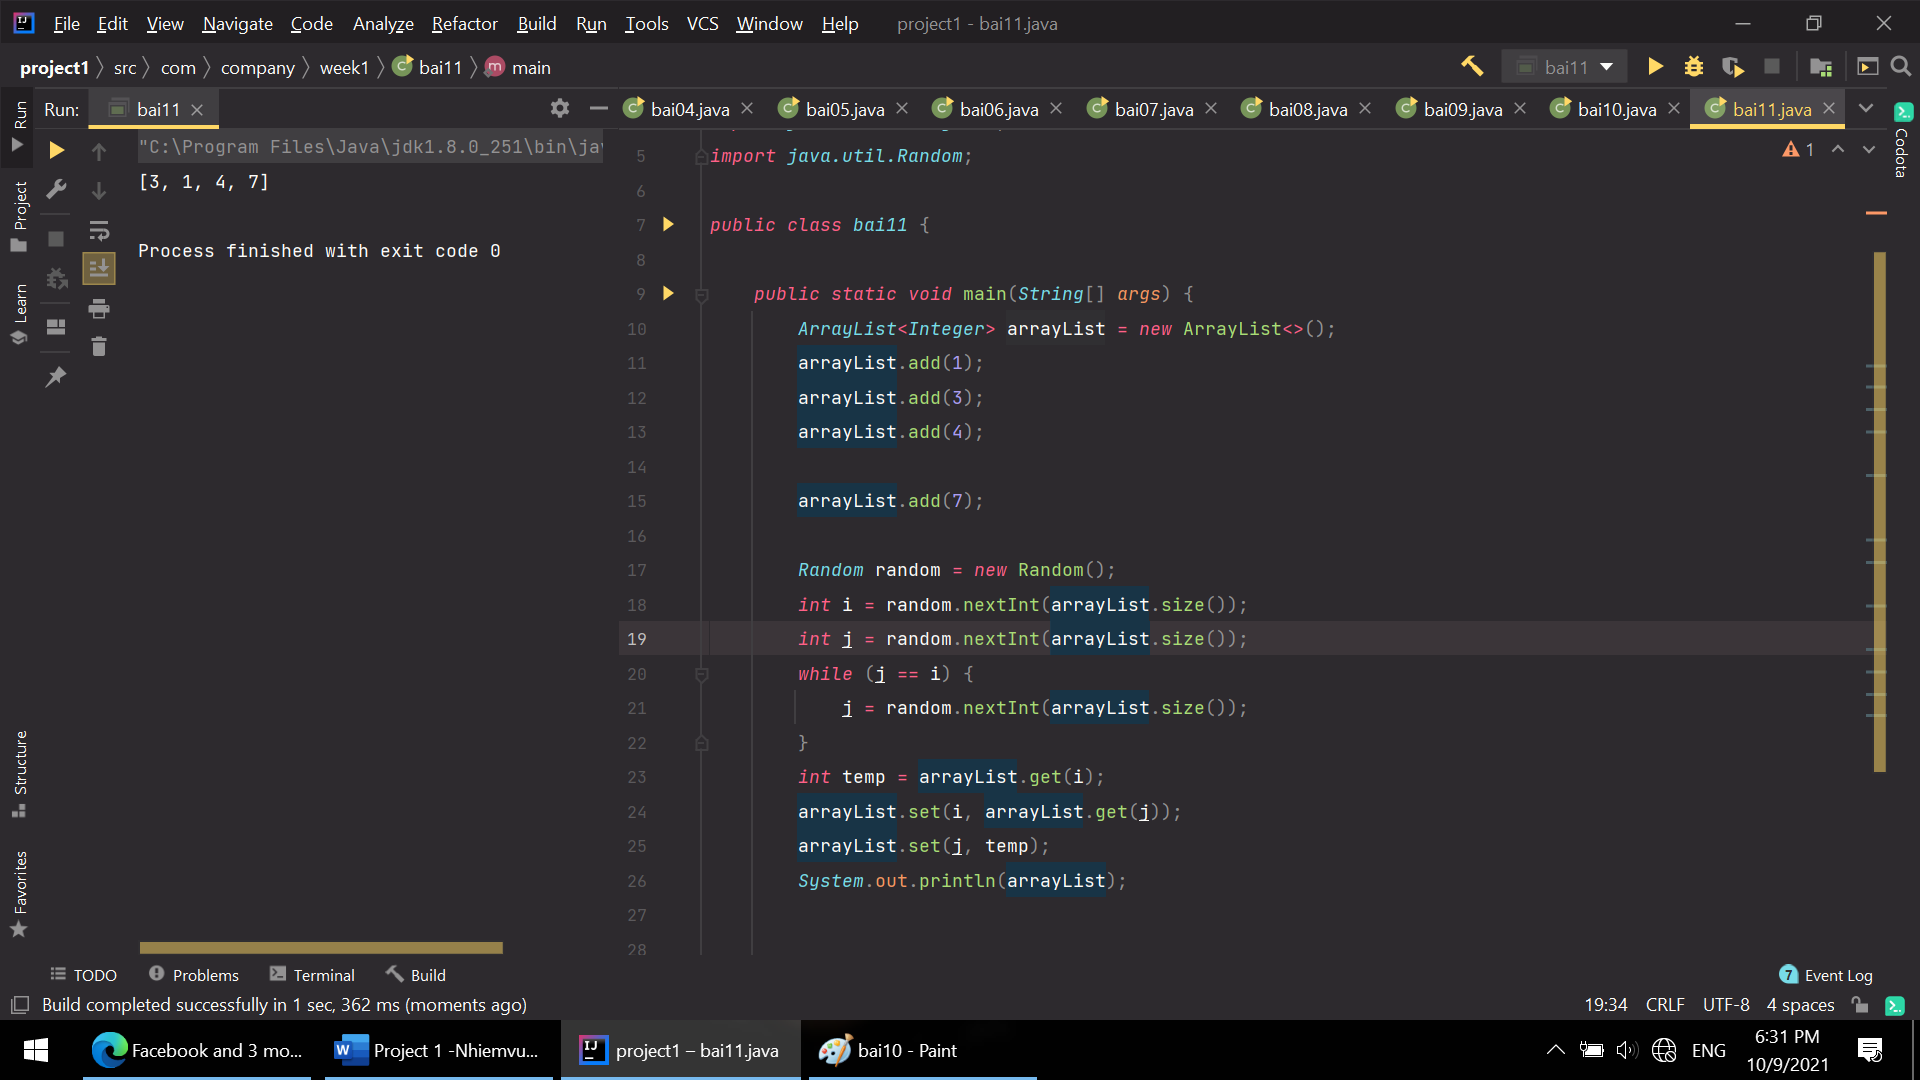 File Edit View Navigate Code Analyze Refactor Build Run Tools VCS Window Help project1 - bai11.java
project1 src com company week1 bai11 main
bai11
Run: bai11
bai04.java bai05.java bai06.java bai07.java bai08.java bai09.java bai10.java bai11.java
"C:\Program Files\Java\jdk1.8.0_251\bin\jav
[3, 1, 4, 7]
Process finished with exit code 0
1
5 import java.util.Random;
6
7 public class bai11 {
8
9 public static void main(String[] args) {
10 ArrayList<Integer> arrayList = new ArrayList<>();
11 arrayList.add(1);
12 arrayList.add(3);
13 arrayList.add(4);
14
15 arrayList.add(7);
16
17 Random random = new Random();
18 int i = random.nextInt(arrayList.size());
19 int j = random.nextInt(arrayList.size());
20 while (j == i) {
21 j = random.nextInt(arrayList.size());
22 }
23 int temp = arrayList.get(i);
24 arrayList.set(i, arrayList.get(j));
25 arrayList.set(j, temp);
26 System.out.println(arrayList);
27
28
Run
Project
Learn
Structure
Favorites
Codota
TODO Problems Terminal Build 7 Event Log
Build completed successfully in 1 sec, 362 ms (moments ago) 19:34 CRLF UTF-8 4 spaces
Facebook and 3 mo... Project 1 -Nhiemvu... project1 – bai11.java bai10 - Paint
ENG
6:31 PM
10/9/2021